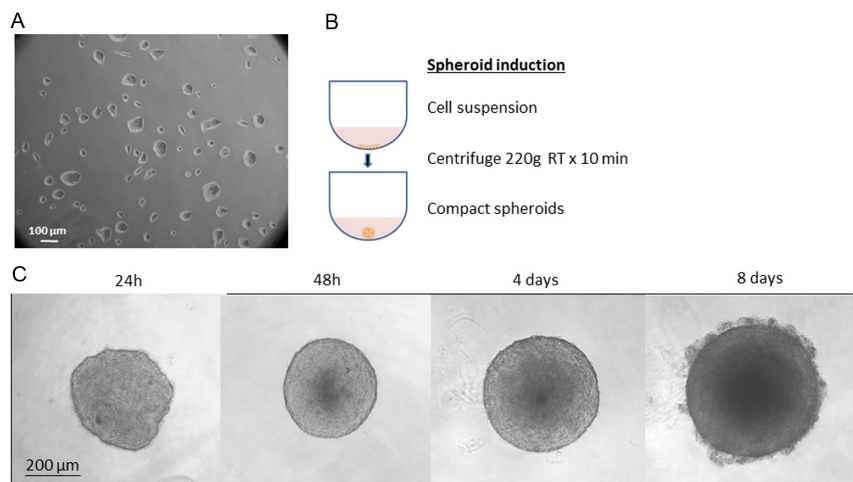 A
B
100 µm
Spheroid induction
Cell suspension
Centrifuge 220g RT x 10 min
Compact spheroids
C
24h
48h
4 days
8 days
200 µm